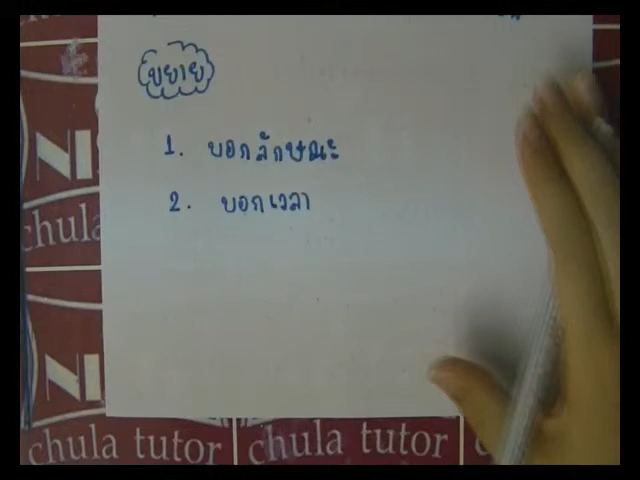 ขยาย
1. บอกลักษณะ
2. บอกเวลา
chula
chula tutor
chula tutor